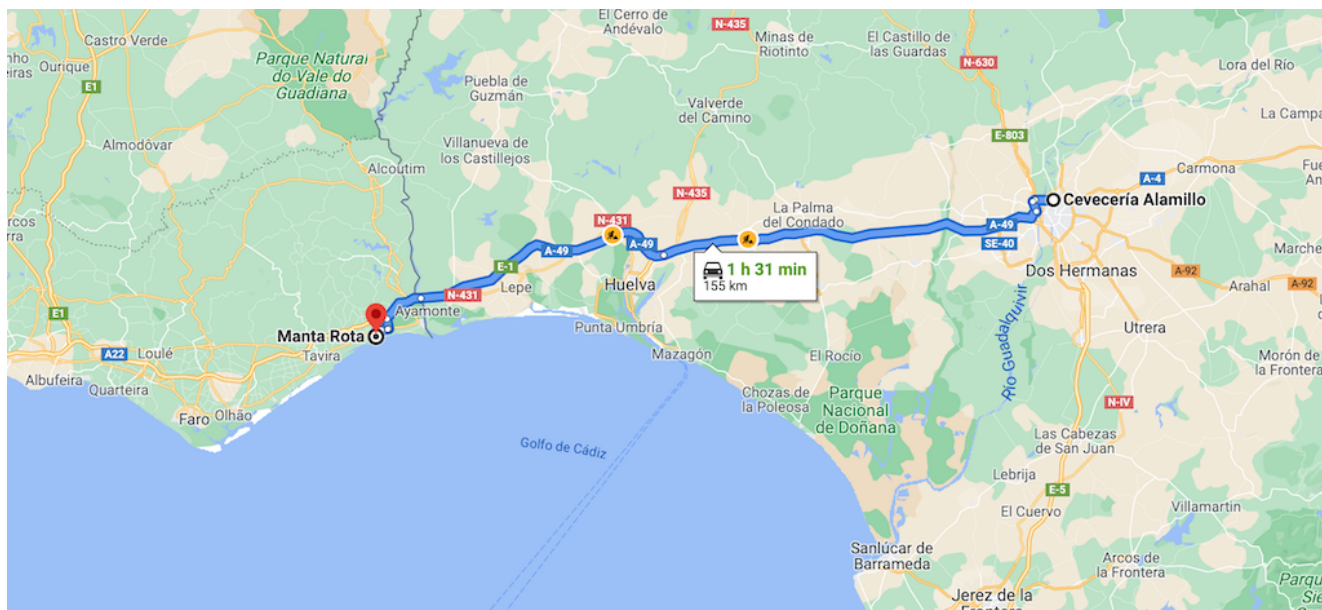 El Cerro de
Andévalo
N-435
Castro Verde
Minas de
Riotinto
El Castillo de
las Guardas
Ourique
E1
Parque Natural
do Vale do
Guadiana
Puebla de
Guzmán
N-630
Lora del Río
Valverde
del Camino
La Campa
Almodôvar
Villanueva de
los Castillejos
E-803
Alcoutim
A-4
Carmona
Fue
N-435
Cevecería Alamillo
La Palma
del Condado
N-431
A-49
A-49
A-49
SE-40
Marche
E-1
1 h 31 min
155 km
Dos Hermanas
A-92
Arahal
A-92
Lepe
Huelva
N-431
Ayamonte
E1
Manta Rota
Punta Umbría
Utrera
A22
Loulé
Tavira
Mazagón
El Rocío
Morón de
la Frontera
Río Guadalquivir
Albufeira
Quarteira
Chozas de
la Poleosa
Parque
Nacional
de Doñana
N-IV
Faro
Olhão
Las Cabezas
de San Juan
Golfo de Cádiz
Lebrija
E-5
El Cuervo
Villamartin
Sanlúcar de
Barrameda
Arcos de
la Frontera
Jerez de la
Frontera
Parqu
Sie